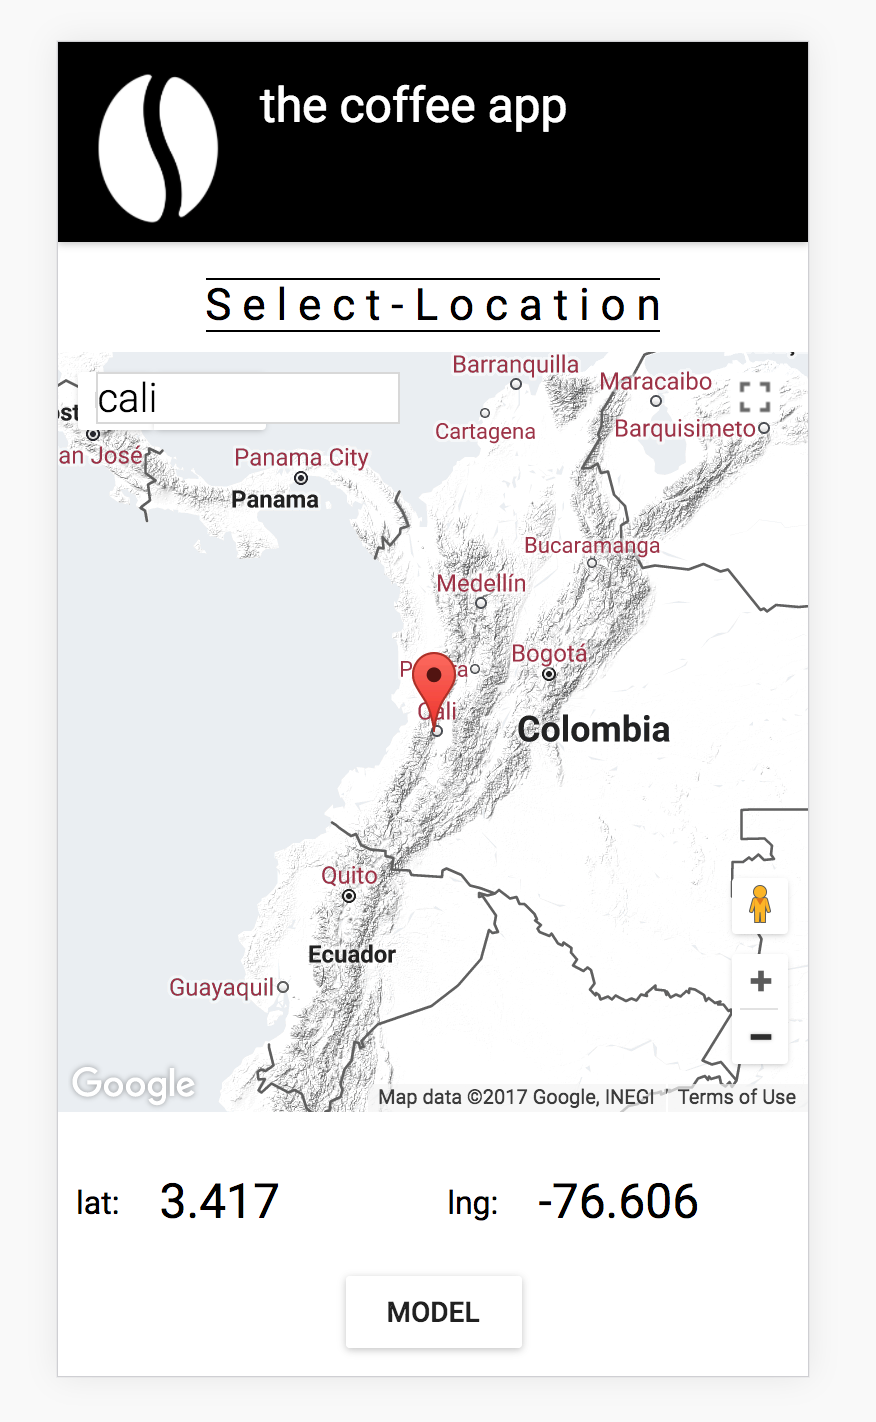 the coffee app
Select-Location
Barranquilla
Maracaibo
cali
ost
Cartagena
Barquisimeto
an José
Panama City
Panama
Bucaramanga
Medellín
Bogotá
Cali
Colombia
Quito
Ecuador
Guayaquil
Google
Map data ©2017 Google, INEGI
Terms of Use
lat: 3.417 lng: -76.606
MODEL